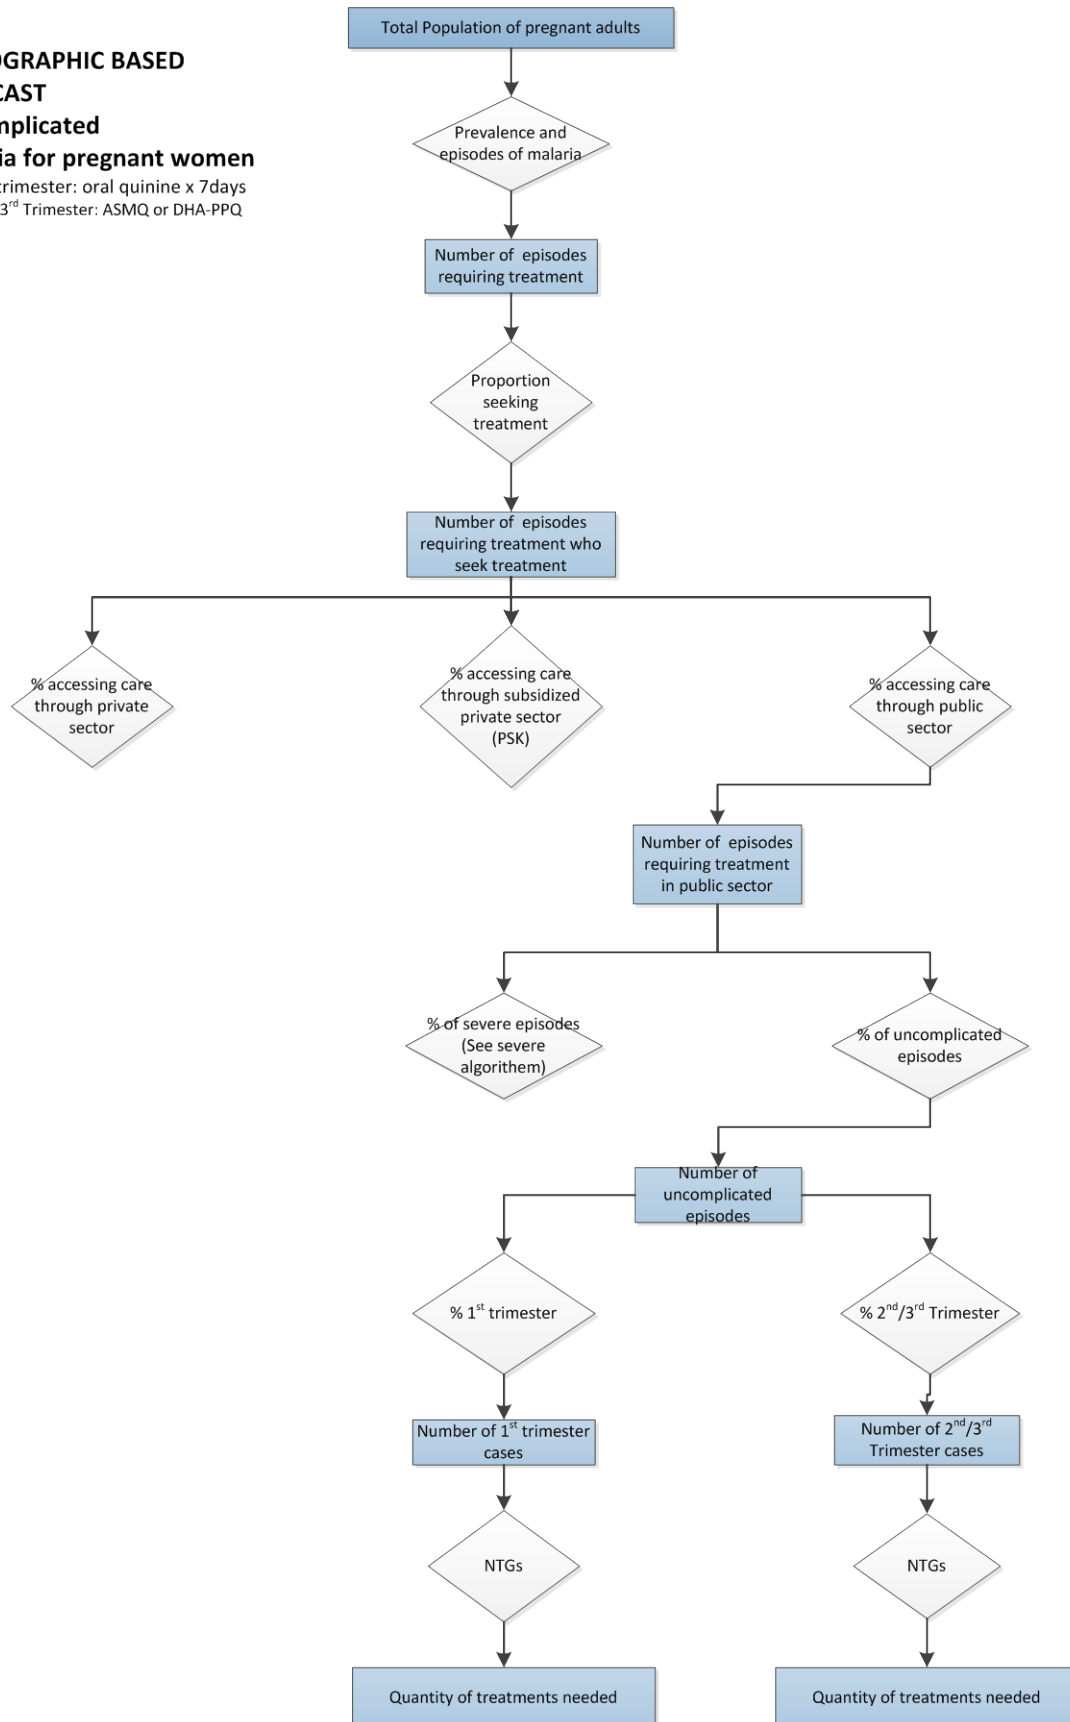 Total Population of pregnant adults
OGRAPHIC BASED
CAST
mplicated
ia for pregnant women
trimester: oral quinine x 7days
3rd Trimester: ASMQ or DHA-PPQ
Prevalence and
episodes of malaria
Number of episodes
requiring treatment
Proportion
seeking
treatment
Number of episodes
requiring treatment who
seek treatment
% accessing care
through private
sector
% accessing care
through subsidized
private sector
(PSK)
% accessing care
through public
sector
Number of episodes
requiring treatment
in public sector
% of severe episodes
(See severe
algorithem)
% of uncomplicated
episodes
Number of
uncomplicated
episodes
% 1st trimester
% 2nd/3rd Trimester
Number of 1st trimester
cases
Number of 2nd/3rd
Trimester cases
NTGs
NTGs
Quantity of treatments needed
Quantity of treatments needed